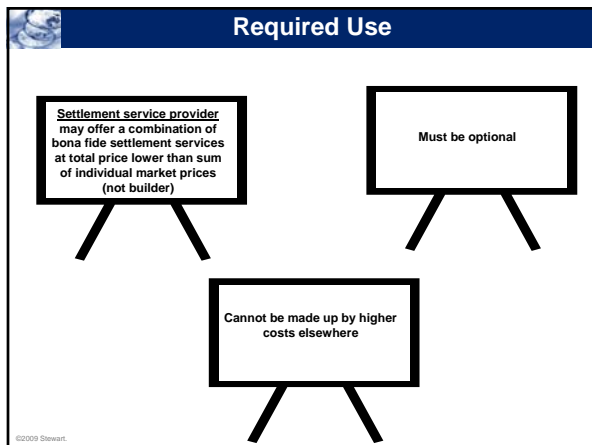 Required Use
Settlement service provider
may offer a combination of
bona fide settlement services
at total price lower than sum
of individual market prices
(not builder)
Must be optional
Cannot be made up by higher
costs elsewhere
©2009 Stewart.